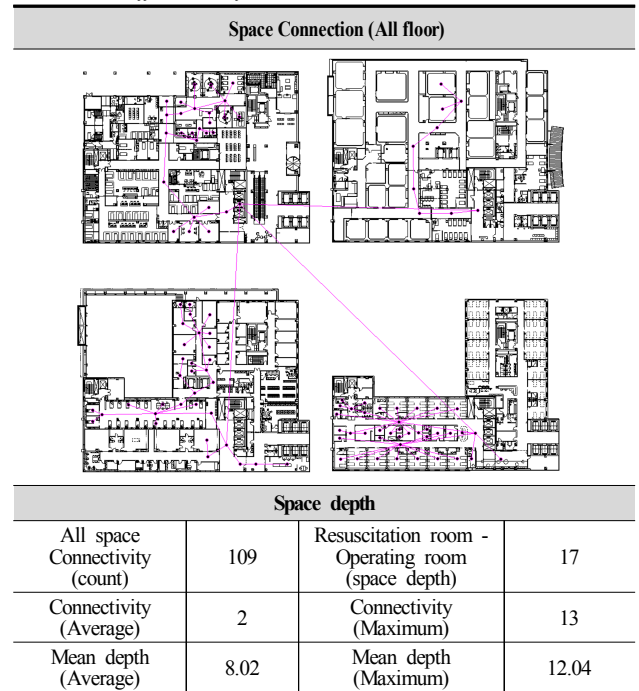 Space Connection (All floor)
Space depth
All space
Connectivity
(count)
109
Resuscitation room -
Operating room
(space depth)
17
Connectivity
(Average)
2
Connectivity
(Maximum)
13
Mean depth
(Average)
8.02
Mean depth
(Maximum)
12.04